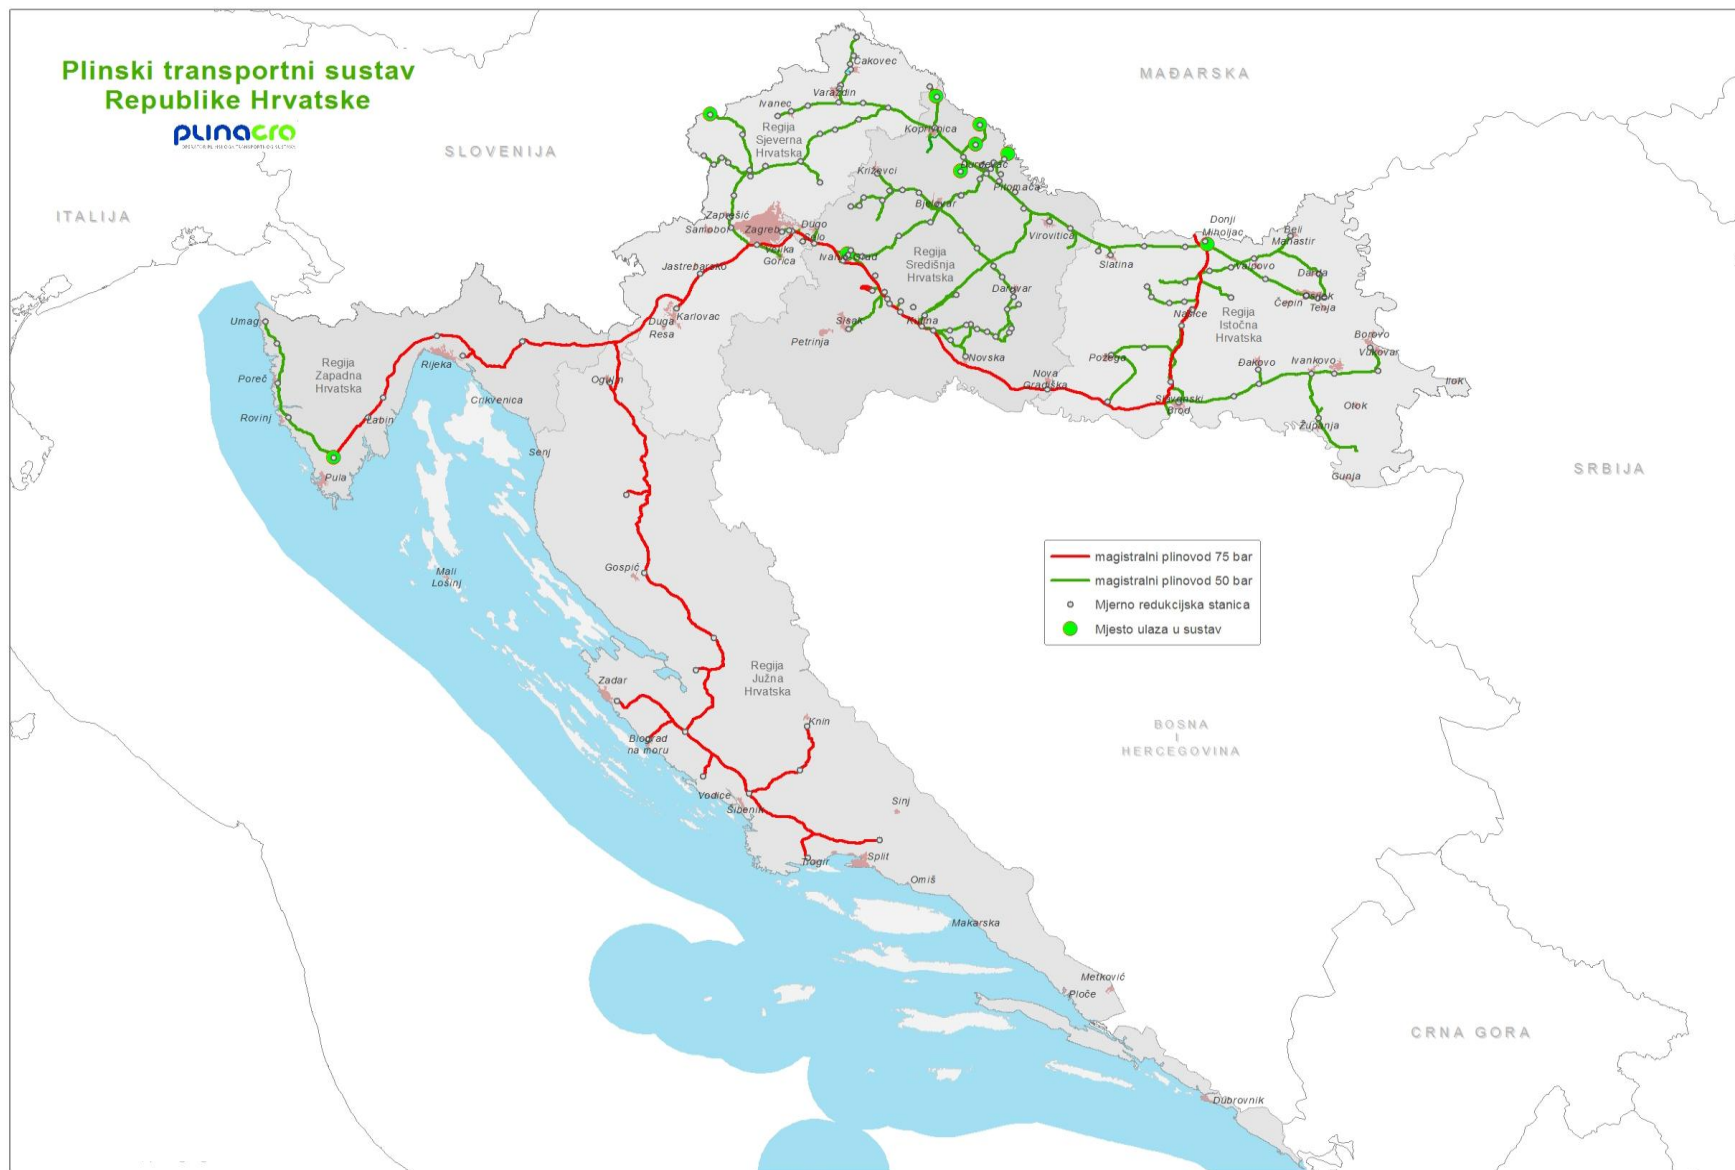 Plinski transportni sustav
Republike Hrvatske
plinacro
MAĐARSKA
SLOVENIJA
ITALIJA
SRBIJA
BOSNA
I
HERCEGOVINA
CRNA GORA
Čakovec
Varaždin
Ivanec
Regija
Sjeverna
Hrvatska
Koprivnica
Đurđevac
Pitomača
Križevci
Bjelovar
Virovitica
Zaprešić
Samobor
Zagreb
Dugo
Selo
Velika
Gorica
Ivanić Grad
Regija
Središnja
Hrvatska
Daruvar
Slatina
Donji
Miholjac
Beli
Manastir
Valpovo
Darda
Osijek
Čepin
Tenja
Našice
Regija
Istočna
Hrvatska
Borovo
Vukovar
Ilok
Požega
Đakovo
Ivankovo
Otok
Županja
Gunja
Slavonski
Brod
Nova
Gradiška
Novska
Kutina
Sisak
Petrinja
Jastrebarsko
Karlovac
Duga
Resa
Ogulin
Umag
Poreč
Rovinj
Regija
Zapadna
Hrvatska
Labin
Pula
Rijeka
Crikvenica
Senj
Mali
Lošinj
Gospić
Zadar
Regija
Južna
Hrvatska
Biograd
na moru
Knin
Vodice
Šibenik
Sinj
Trogir
Split
Omiš
Makarska
Metković
Ploče
Dubrovnik
magistralni plinovod 75 bar
magistralni plinovod 50 bar
Mjerno redukcijska stanica
Mjesto ulaza u sustav